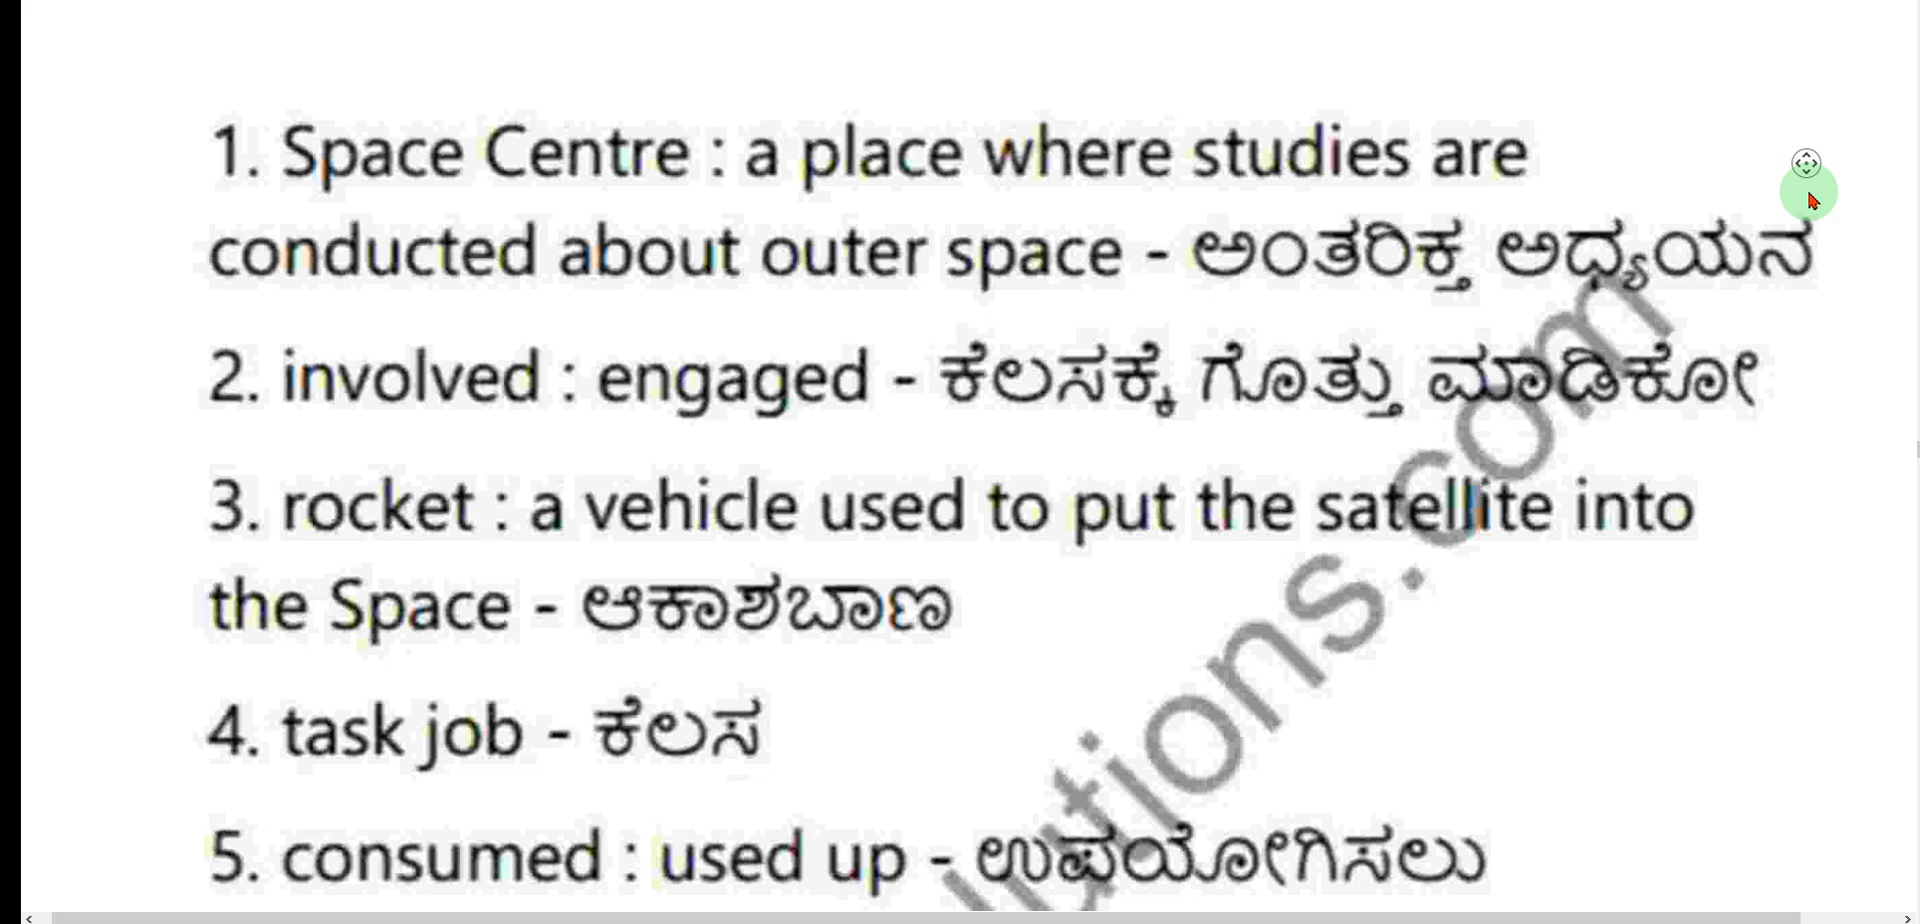 1. Space Centre : a place where studies are
conducted about outer space - ಅಂತರಿಕ್ತ ಅಧ್ಯಯನ
2. involved : engaged - ಕೆಲಸಕ್ಕೆ ಗೊತ್ತು ಮಾಡಿಕೋ
3. rocket : a vehicle used to put the satellite into
the Space - ಆಕಾಶಬಾಣ
4. task job - ಕೆಲಸ
5. consumed : used up - ಉಪಯೋಗಿಸಲು
lutions.com